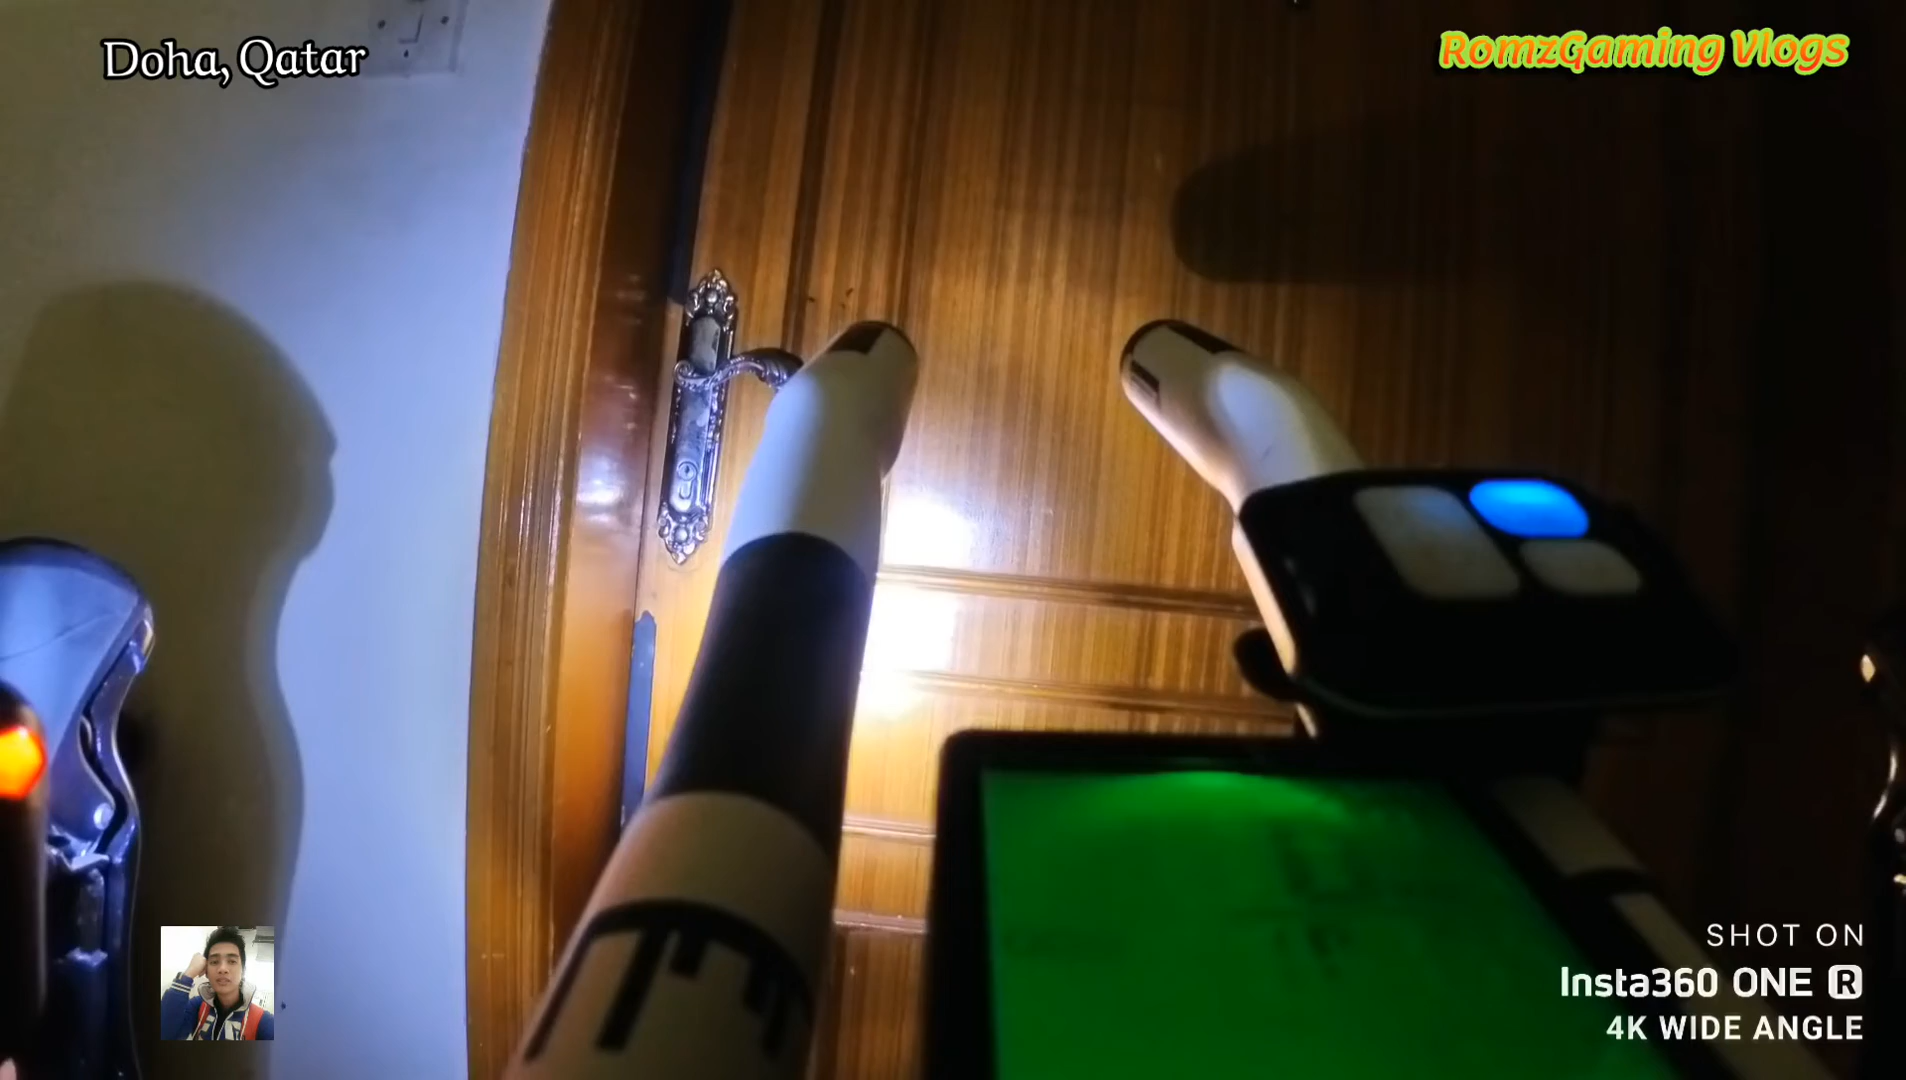 Doha, Qatar
RomzGaming Vlogs
SHOT ON
Insta360 ONE R
4K WIDE ANGLE